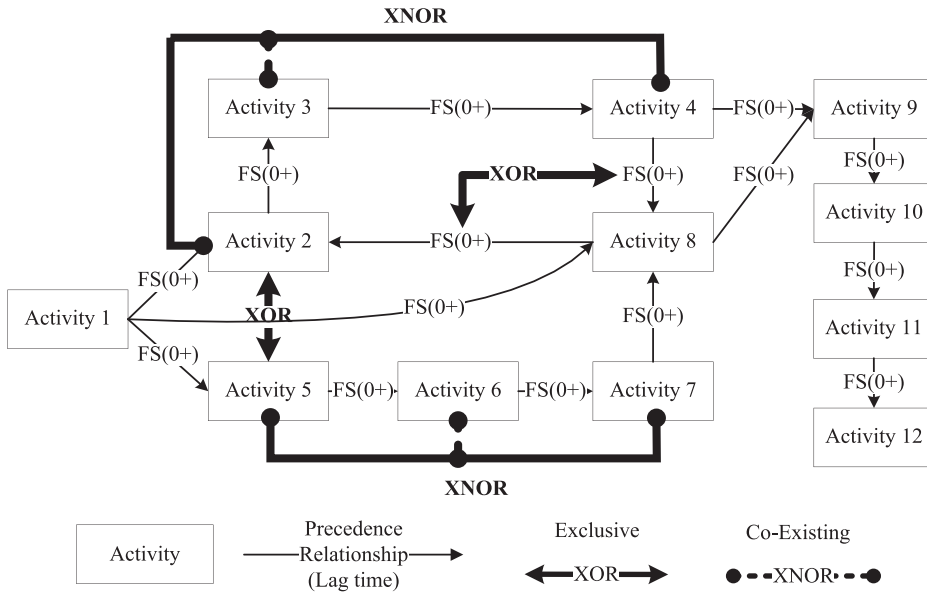 XNOR
Activity 3
FS(0+)
Activity 4
FS(0+)
Activity 9
FS(0+)
XOR
FS(0+)
FS(0+)
FS(0+)
Activity 10
Activity 2
FS(0+)
Activity 8
FS(0+)
FS(0+)
Activity 1
XOR
FS(0+)
FS(0+)
Activity 11
FS(0+)
FS(0+)
Activity 5
FS(0+)
Activity 6
FS(0+)
Activity 7
Activity 12
XNOR
Activity
Precedence
Relationship
(Lag time)
Exclusive
XOR
Co-Existing
XNOR